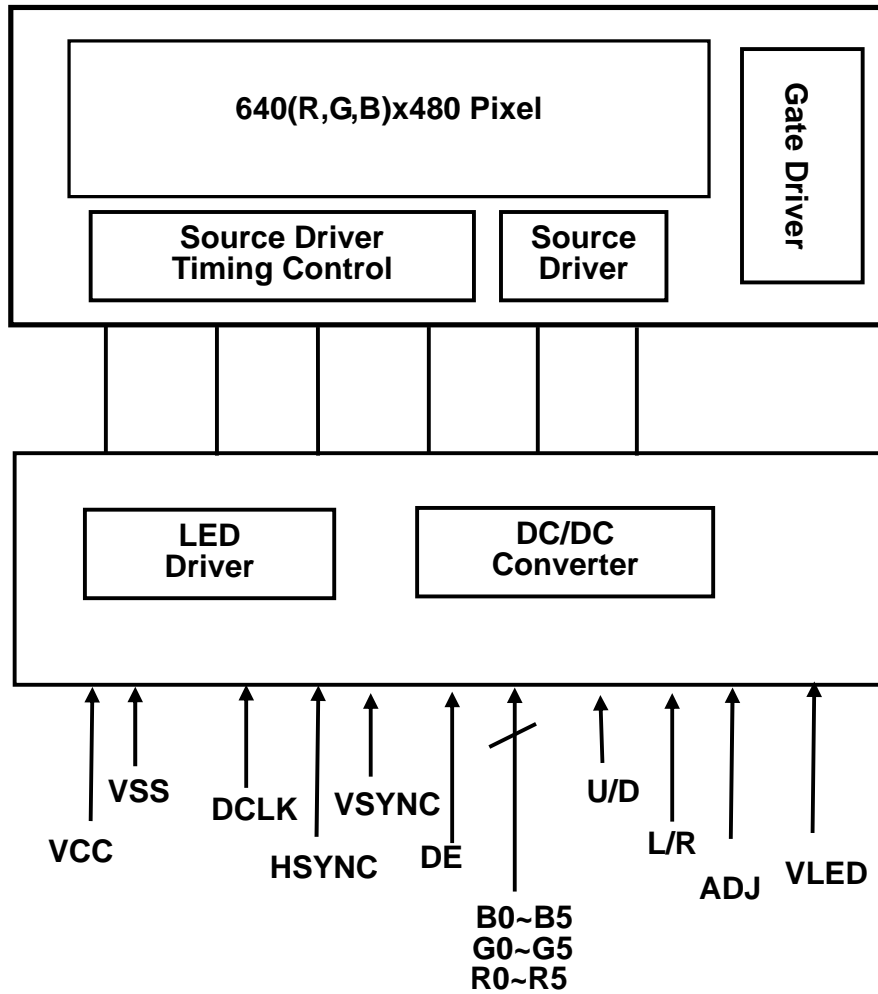 640(R,G,B)x480 Pixel
Gate Driver
Source Driver
Timing Control
Source
Driver
LED
Driver
DC/DC
Converter
VCC
VSS
DCLK
HSYNC
VSYNC
DE
B0~B5
G0~G5
R0~R5
U/D
L/R
ADJ
VLED